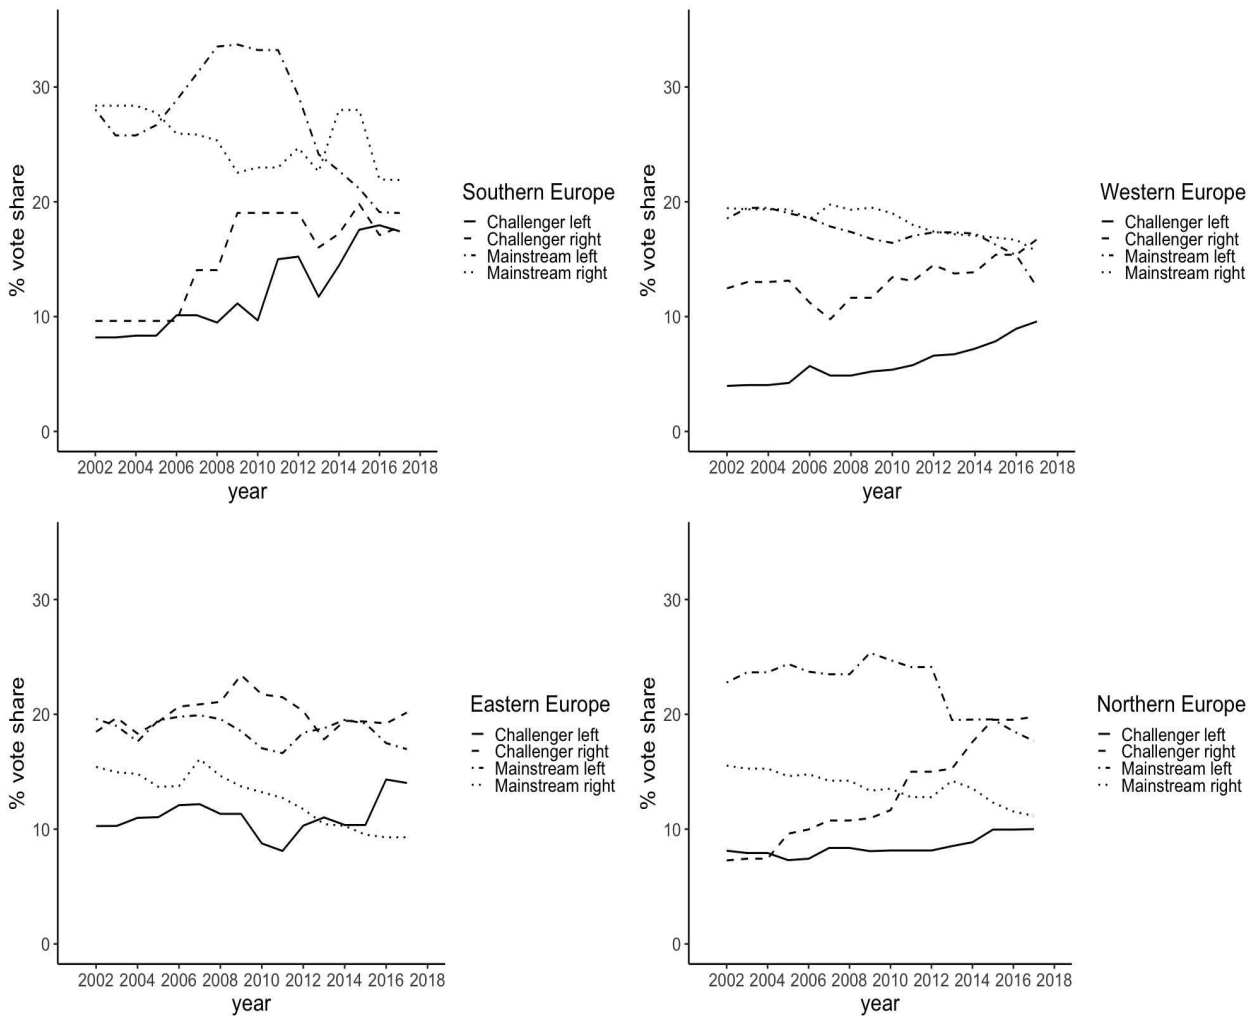 % vote share
30
20
10
0
2002 2004 2006 2008 2010 2012 2014 2016 2018
year
Southern Europe
Challenger left
Challenger right
Mainstream left
Mainstream right
% vote share
30
20
10
0
2002 2004 2006 2008 2010 2012 2014 2016 2018
year
Western Europe
Challenger left
Challenger right
Mainstream left
Mainstream right
% vote share
30
20
10
0
2002 2004 2006 2008 2010 2012 2014 2016 2018
year
Eastern Europe
Challenger left
Challenger right
Mainstream left
Mainstream right
% vote share
30
20
10
0
2002 2004 2006 2008 2010 2012 2014 2016 2018
year
Northern Europe
Challenger left
Challenger right
Mainstream left
Mainstream right